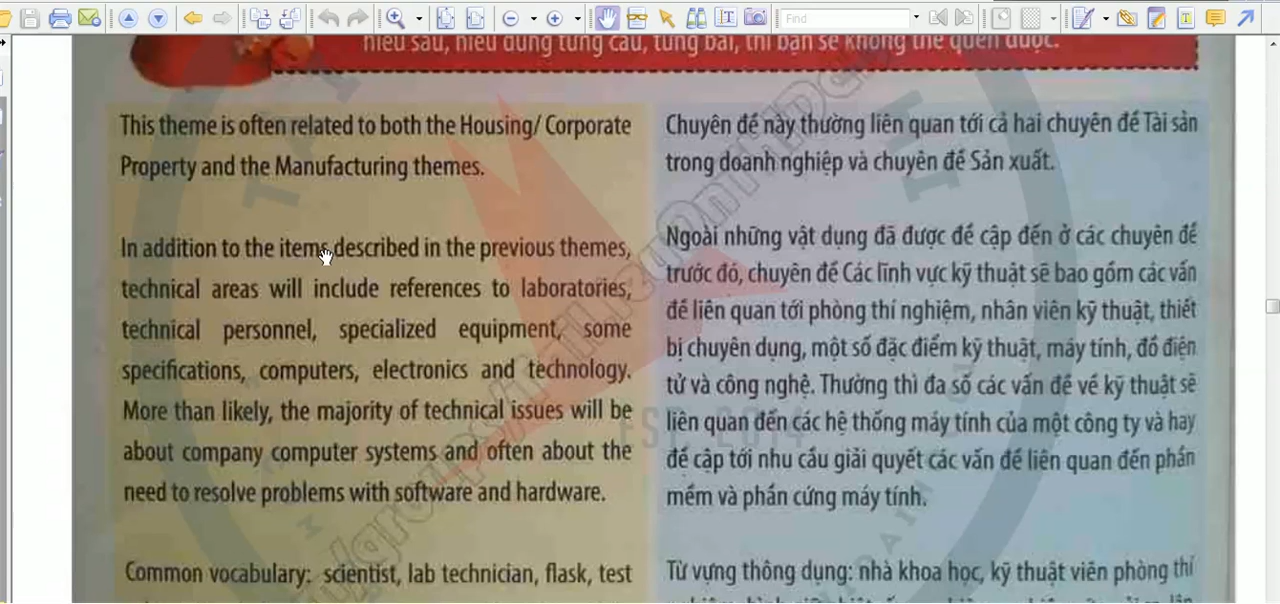 Find
hiểu sâu, hiểu đúng từng câu, từng bài, thì bạn sẽ không thể quên được.
This theme is often related to both the Housing/ Corporate
Property and the Manufacturing themes.
In addition to the items described in the previous themes,
technical areas will include references to laboratories,
technical personnel, specialized equipment, some
specifications, computers, electronics and technology.
More than likely, the majority of technical issues will be
about company computer systems and often about the
need to resolve problems with software and hardware.
Common vocabulary: scientist, lab technician, flask, test
Chuyên đề này thường liên quan tới cả hai chuyên đề Tài sản
trong doanh nghiệp và chuyên đề Sản xuất.
Ngoài những vật dụng đã được đề cập đến ở các chuyên đề
trước đó, chuyên đề Các lĩnh vực kỹ thuật sẽ bao gồm các vấn
đề liên quan tới phòng thí nghiệm, nhân viên kỹ thuật, thiết
bị chuyên dụng, một số đặc điểm kỹ thuật, máy tính, đồ điện
tử và công nghệ. Thường thì đa số các vấn đề về kỹ thuật sẽ
liên quan đến các hệ thống máy tính của một công ty và hay
đề cập tới nhu cầu giải quyết các vấn đề liên quan đến phần
mềm và phần cứng máy tính.
Từ vựng thông dụng: nhà khoa học, kỹ thuật viên phòng thí
EST. 2014